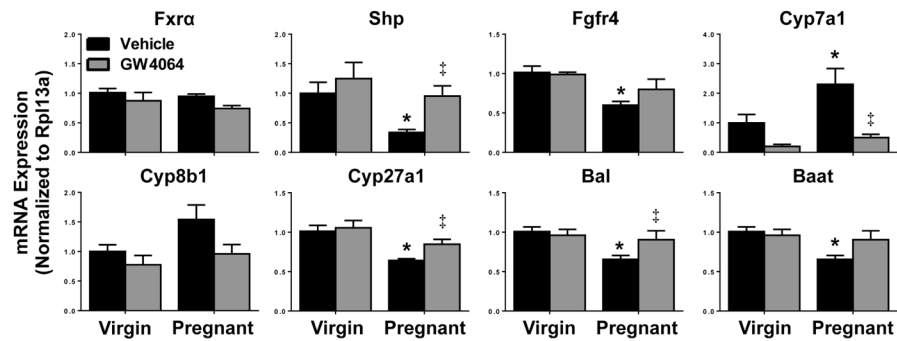 Fxrα Shp Fgfr4 Cyp7a1
Vehicle
GW4064
2.0 1.5 1.0 0.5 0.0
2.0 1.5 1.0 0.5 0.0
‡
*
1.5 1.0 0.5 0.0
*
4.0 3.0 2.0 1.0 0.0
*
‡
mRNA Expression
(Normalized to Rpl13a)
Cyp8b1 Cyp27a1 Bal Baat
2.0 1.5 1.0 0.5 0.0
1.5 1.0 0.5 0.0
*
‡
1.5 1.0 0.5 0.0
*
‡
1.5 1.0 0.5 0.0
*
Virgin Pregnant Virgin Pregnant Virgin Pregnant Virgin Pregnant